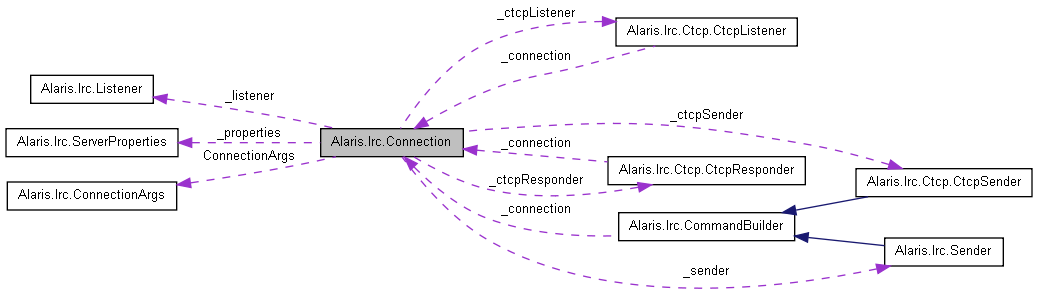 _ctcpListener
Alaris.Irc.Ctcp.CtcpListener
_connection
Alaris.Irc.Listener
_listener
_ctcpSender
_properties
Alaris.Irc.ServerProperties
Alaris.Irc.Connection
_connection
ConnectionArgs
Alaris.Irc.Ctcp.CtcpResponder
_ctcpResponder
Alaris.Irc.Ctcp.CtcpSender
Alaris.Irc.ConnectionArgs
_connection
Alaris.Irc.CommandBuilder
Alaris.Irc.Sender
_sender